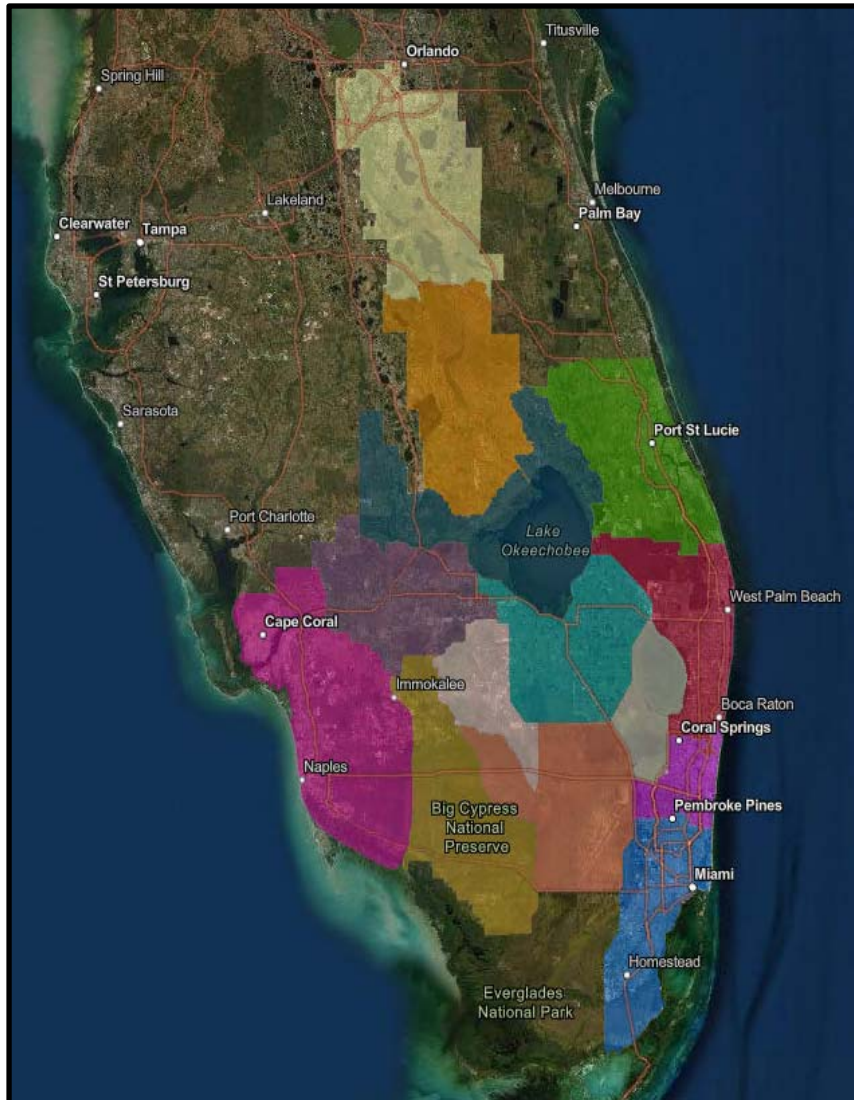 Titusville
Orlando
Spring Hill
Melbourne
Lakeland
Palm Bay
Clearwater
Tampa
St Petersburg
Sarasota
Port St Lucie
Port Charlotte
Lake
Okeechobee
West Palm Beach
Cape Coral
Immokalee
Boca Raton
Coral Springs
Naples
Big Cypress
National
Preserve
Pembroke Pines
Miami
Homestead
Everglades
National Park